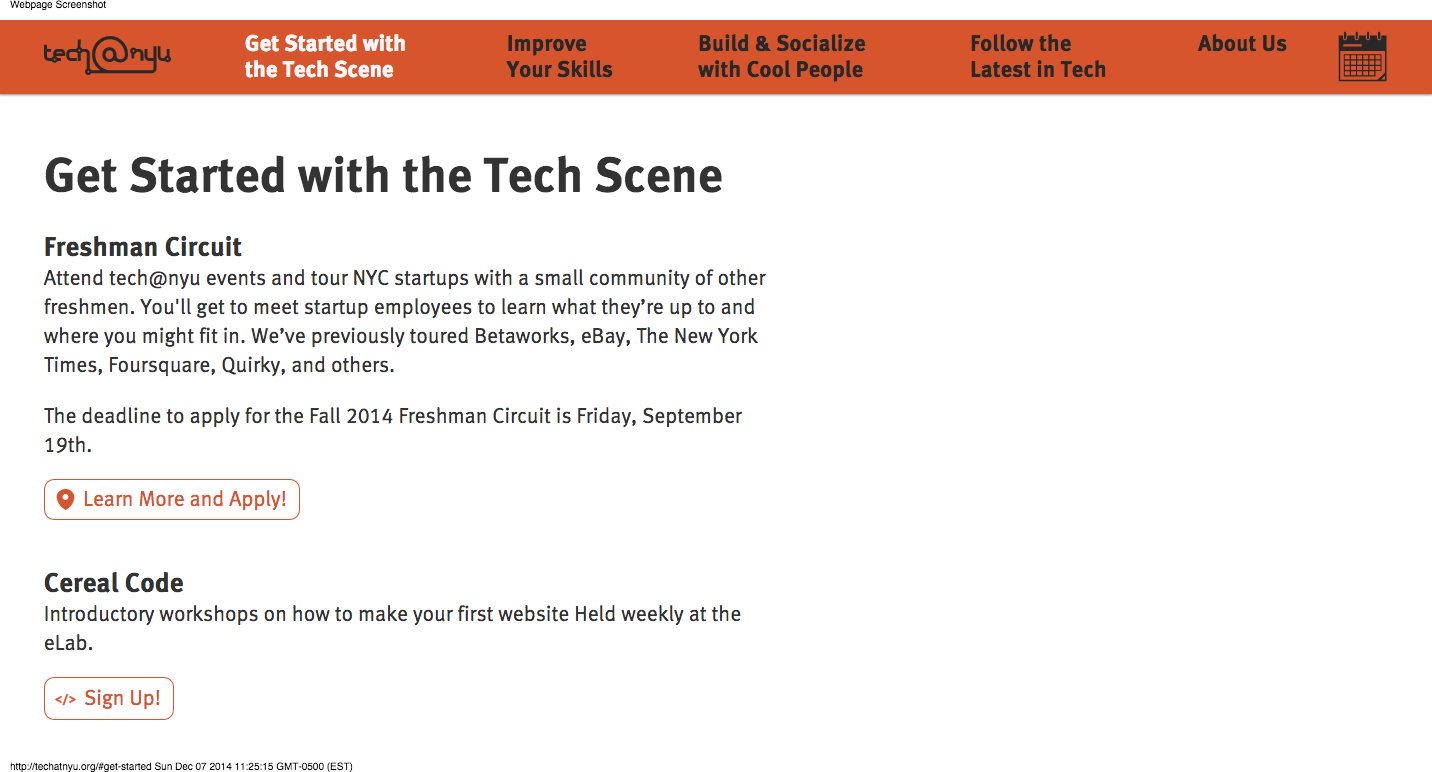 Webpage Screenshot
tech@nyu
Get Started with
the Tech Scene
Improve
Your Skills
Build & Socialize
with Cool People
Follow the
Latest in Tech
About Us
Get Started with the Tech Scene
Freshman Circuit
Attend tech@nyu events and tour NYC startups with a small community of other
freshmen. You'll get to meet startup employees to learn what they’re up to and
where you might fit in. We’ve previously toured Betaworks, eBay, The New York
Times, Foursquare, Quirky, and others.
The deadline to apply for the Fall 2014 Freshman Circuit is Friday, September
19th.
Learn More and Apply!
Cereal Code
Introductory workshops on how to make your first website Held weekly at the
eLab.
</> Sign Up!
http://techatnyu.org/#get-started Sun Dec 07 2014 11:25:15 GMT-0500 (EST)